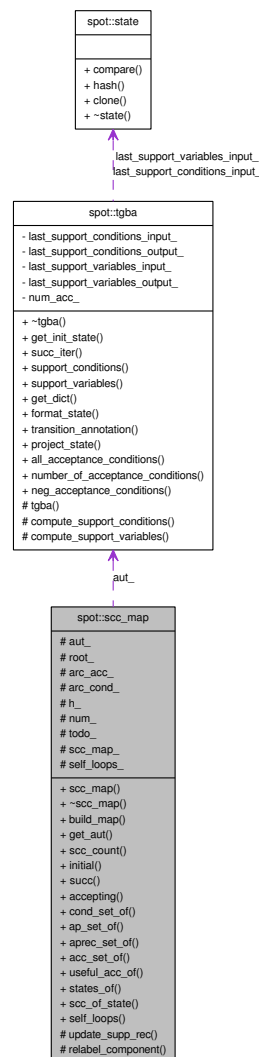 spot::state
+ compare()
+ hash()
+ clone()
+ ~state()
last_support_variables_input_
last_support_conditions_input_
spot::tgba
- last_support_conditions_input_
- last_support_conditions_output_
- last_support_variables_input_
- last_support_variables_output_
- num_acc_
+ ~tgba()
+ get_init_state()
+ succ_iter()
+ support_conditions()
+ support_variables()
+ get_dict()
+ format_state()
+ transition_annotation()
+ project_state()
+ all_acceptance_conditions()
+ number_of_acceptance_conditions()
+ neg_acceptance_conditions()
# tgba()
# compute_support_conditions()
# compute_support_variables()
aut_
spot::scc_map
# aut_
# root_
# arc_acc_
# arc_cond_
# h_
# num_
# todo_
# scc_map_
# self_loops_
+ scc_map()
+ ~scc_map()
+ build_map()
+ get_aut()
+ scc_count()
+ initial()
+ succ()
+ accepting()
+ cond_set_of()
+ ap_set_of()
+ aprec_set_of()
+ acc_set_of()
+ useful_acc_of()
+ states_of()
+ scc_of_state()
+ self_loops()
# update_supp_rec()
# relabel_component()